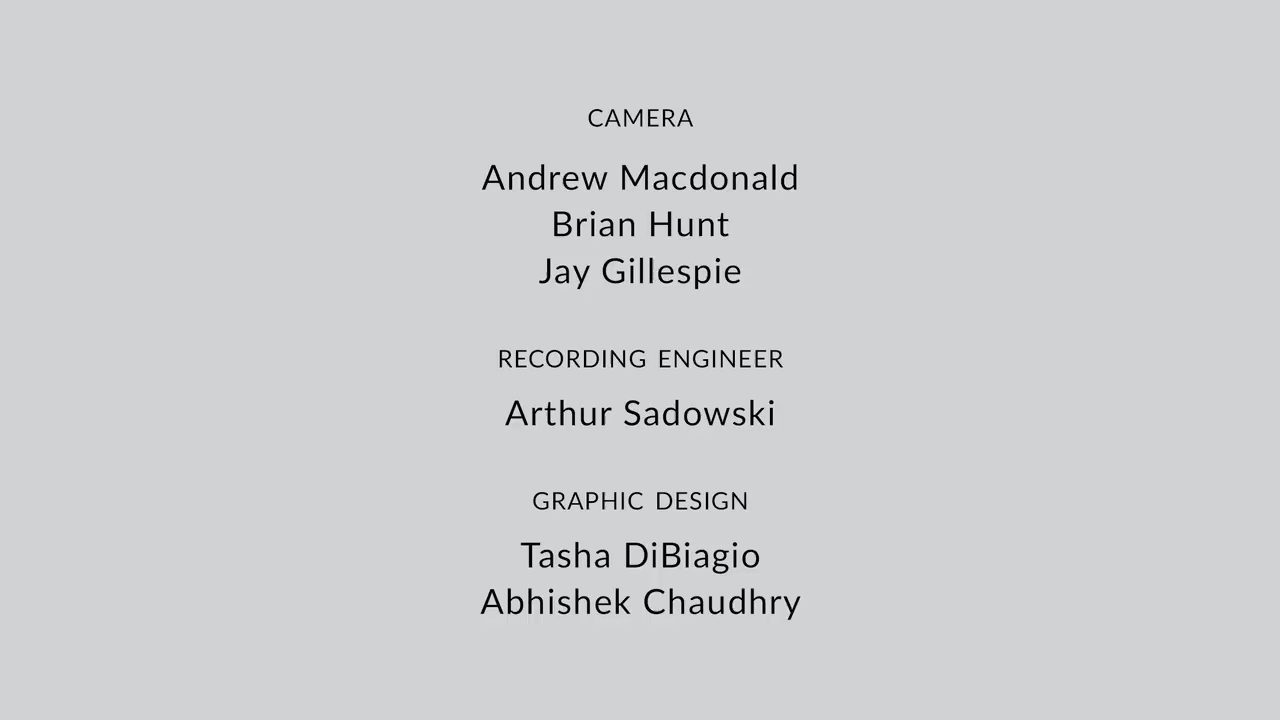 CAMERA
Andrew Macdonald
Brian Hunt
Jay Gillespie
RECORDING ENGINEER
Arthur Sadowski
GRAPHIC DESIGN
Tasha DiBiagio
Abhishek Chaudhry